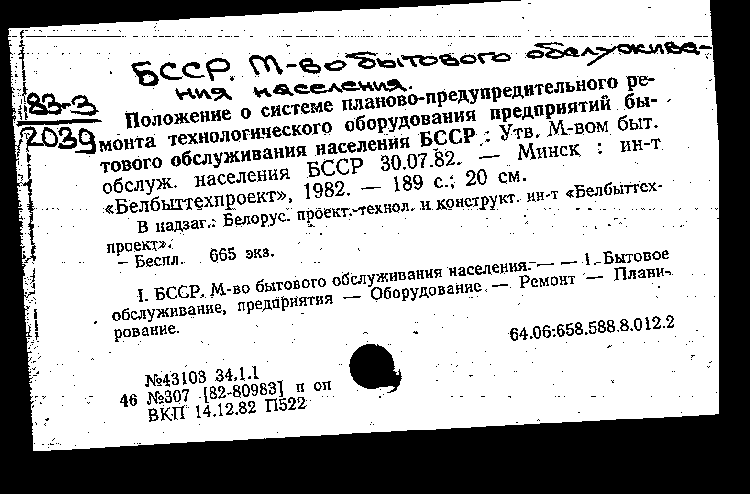 БССР. М-во бытового обслужива-
ния населения.
83-3
2039
Положение о системе планово-предупредительного ре-
монта технологического оборудования предприятий бы-
тового обслуживания населения БССР : Утв. М-вом быт.
обслуж. населения БССР 30.07.82. — Минск : ин-т
«Белбыттехпроект», 1982. — 189 с.; 20 см.
В надзаг.: Белорус. проект.-технол. и конструкт. ин-т «Белбыттех-
проект».
— Беспл. 665 экз.
I. БССР. М-во бытового обслуживания населения. — — 1. Бытовое
обслуживание, предприятия — Оборудование — Ремонт — Плани-
рование.
64.06:658.588.8.012.2
№43103 34.1.1
46 №307 [82-80983] п оп
ВКП 14.12.82 П522